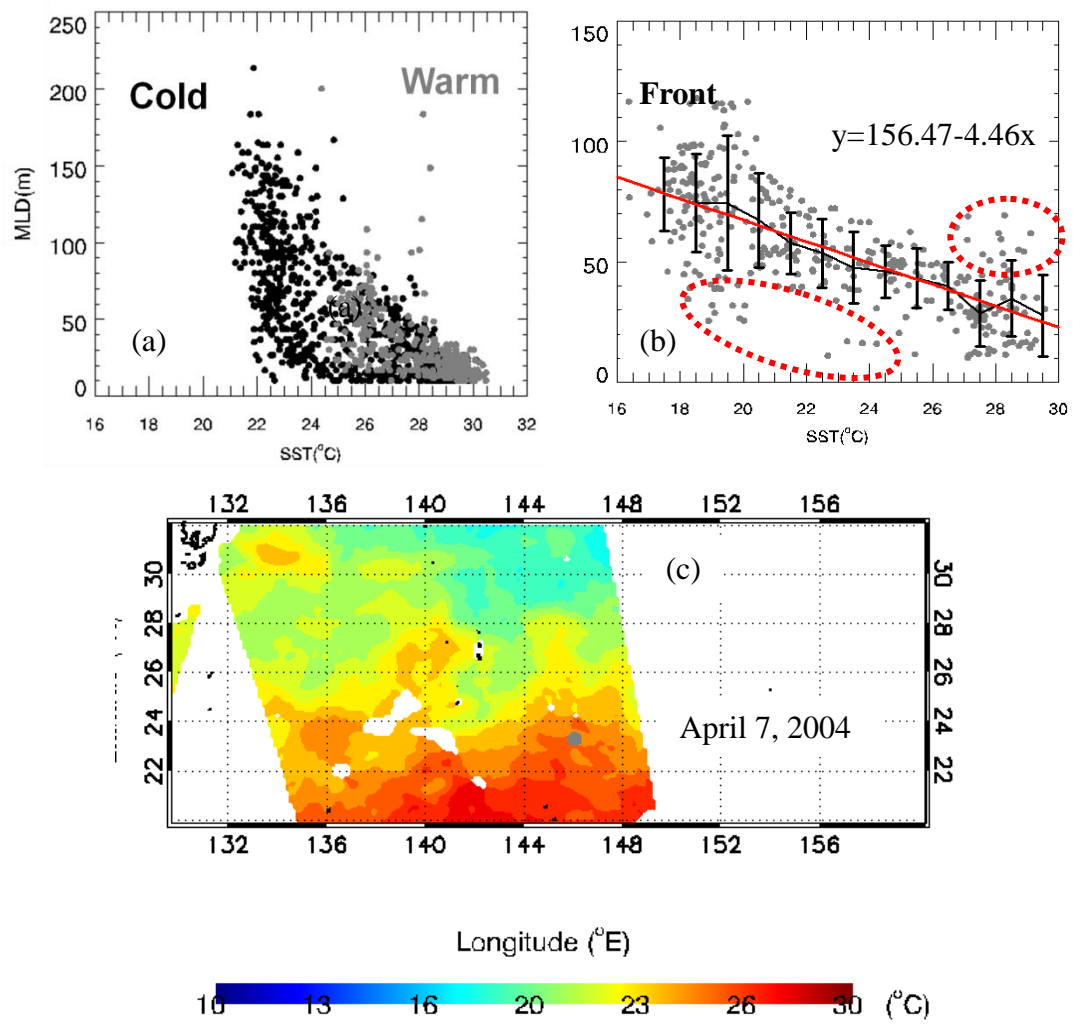 250
200
150
100
50
0
MLD(m)
Cold
Warm
(a)
(a)
16 18 20 22 24 26 28 30 32
SST(°C)
150
100
50
0
Front
y=156.47-4.46x
(b)
16 18 20 22 24 26 28 30
SST(°C)
132 136 140 144 148 152 156
30
28
26
24
22
30
28
26
24
22
(c)
April 7, 2004
132 136 140 144 148 152 156
Longitude (°E)
10 13 16 20 23 26 30 (°C)